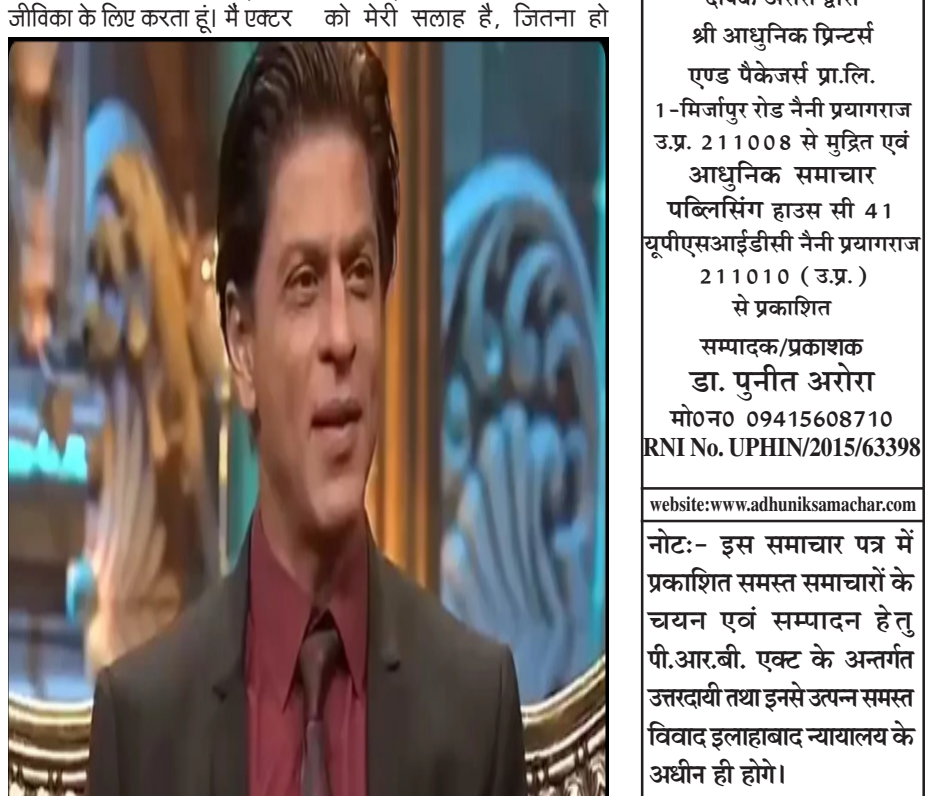 जीविका के लिए करता हूं। मैं एक्टर
को मेरी सलाह है, जितना हो
श्री आधुनिक प्रिन्टर्स
एण्ड पैकेजर्स प्रा.लि.
1-मिर्जापुर रोड नैनी प्रयागराज
उ.प्र. 211008 से मुद्रित एवं
आधुनिक समाचार
पब्लिसिंग हाउस सी 41
यूपीएसआईडीसी नैनी प्रयागराज
211010 ( उ.प्र. )
से प्रकाशित
सम्पादक/प्रकाशक
डा. पुनीत अरोरा
मो0न0 09415608710
RNI No. UPHIN/2015/63398
website:www.adhuniksamachar.com
नोटः- इस समाचार पत्र में
प्रकाशित समस्त समाचारों के
चयन एवं सम्पादन हेतु
पी.आर.बी. एक्ट के अन्तर्गत
उत्तरदायी तथा इनसे उत्पन्न समस्त
विवाद इलाहाबाद न्यायालय के
अधीन ही होगे।